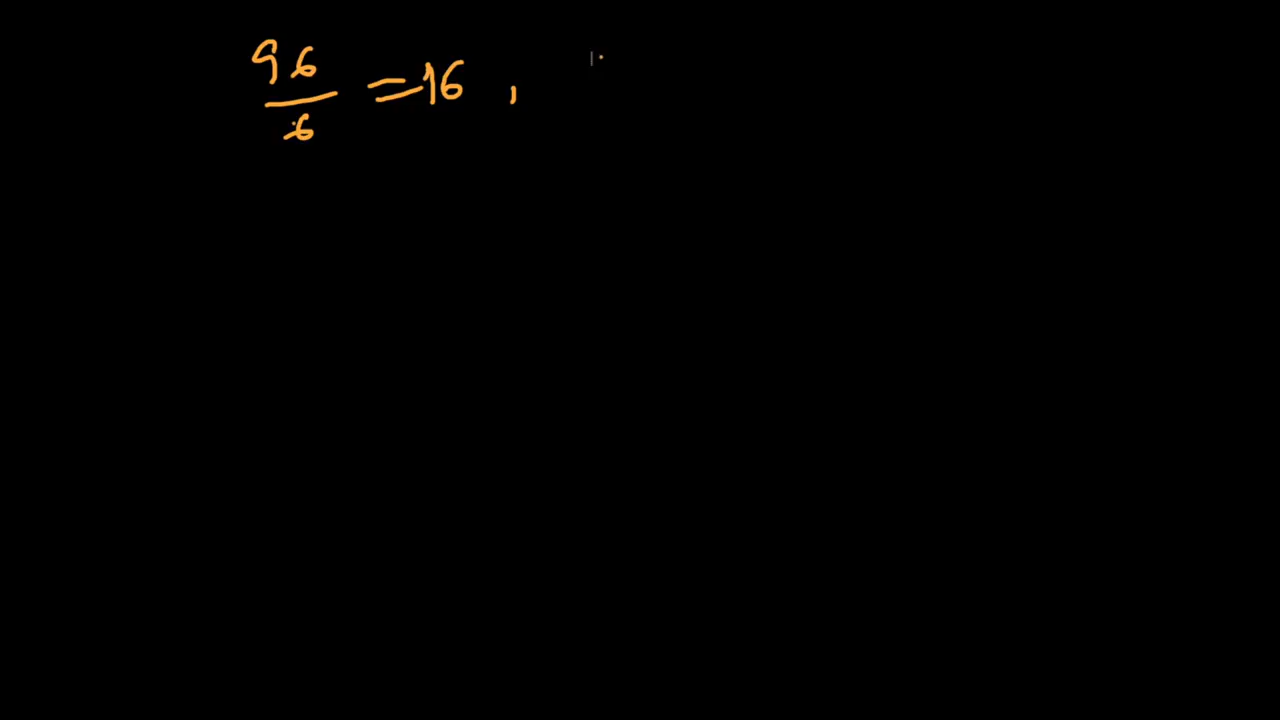 96/6 = 16 ,